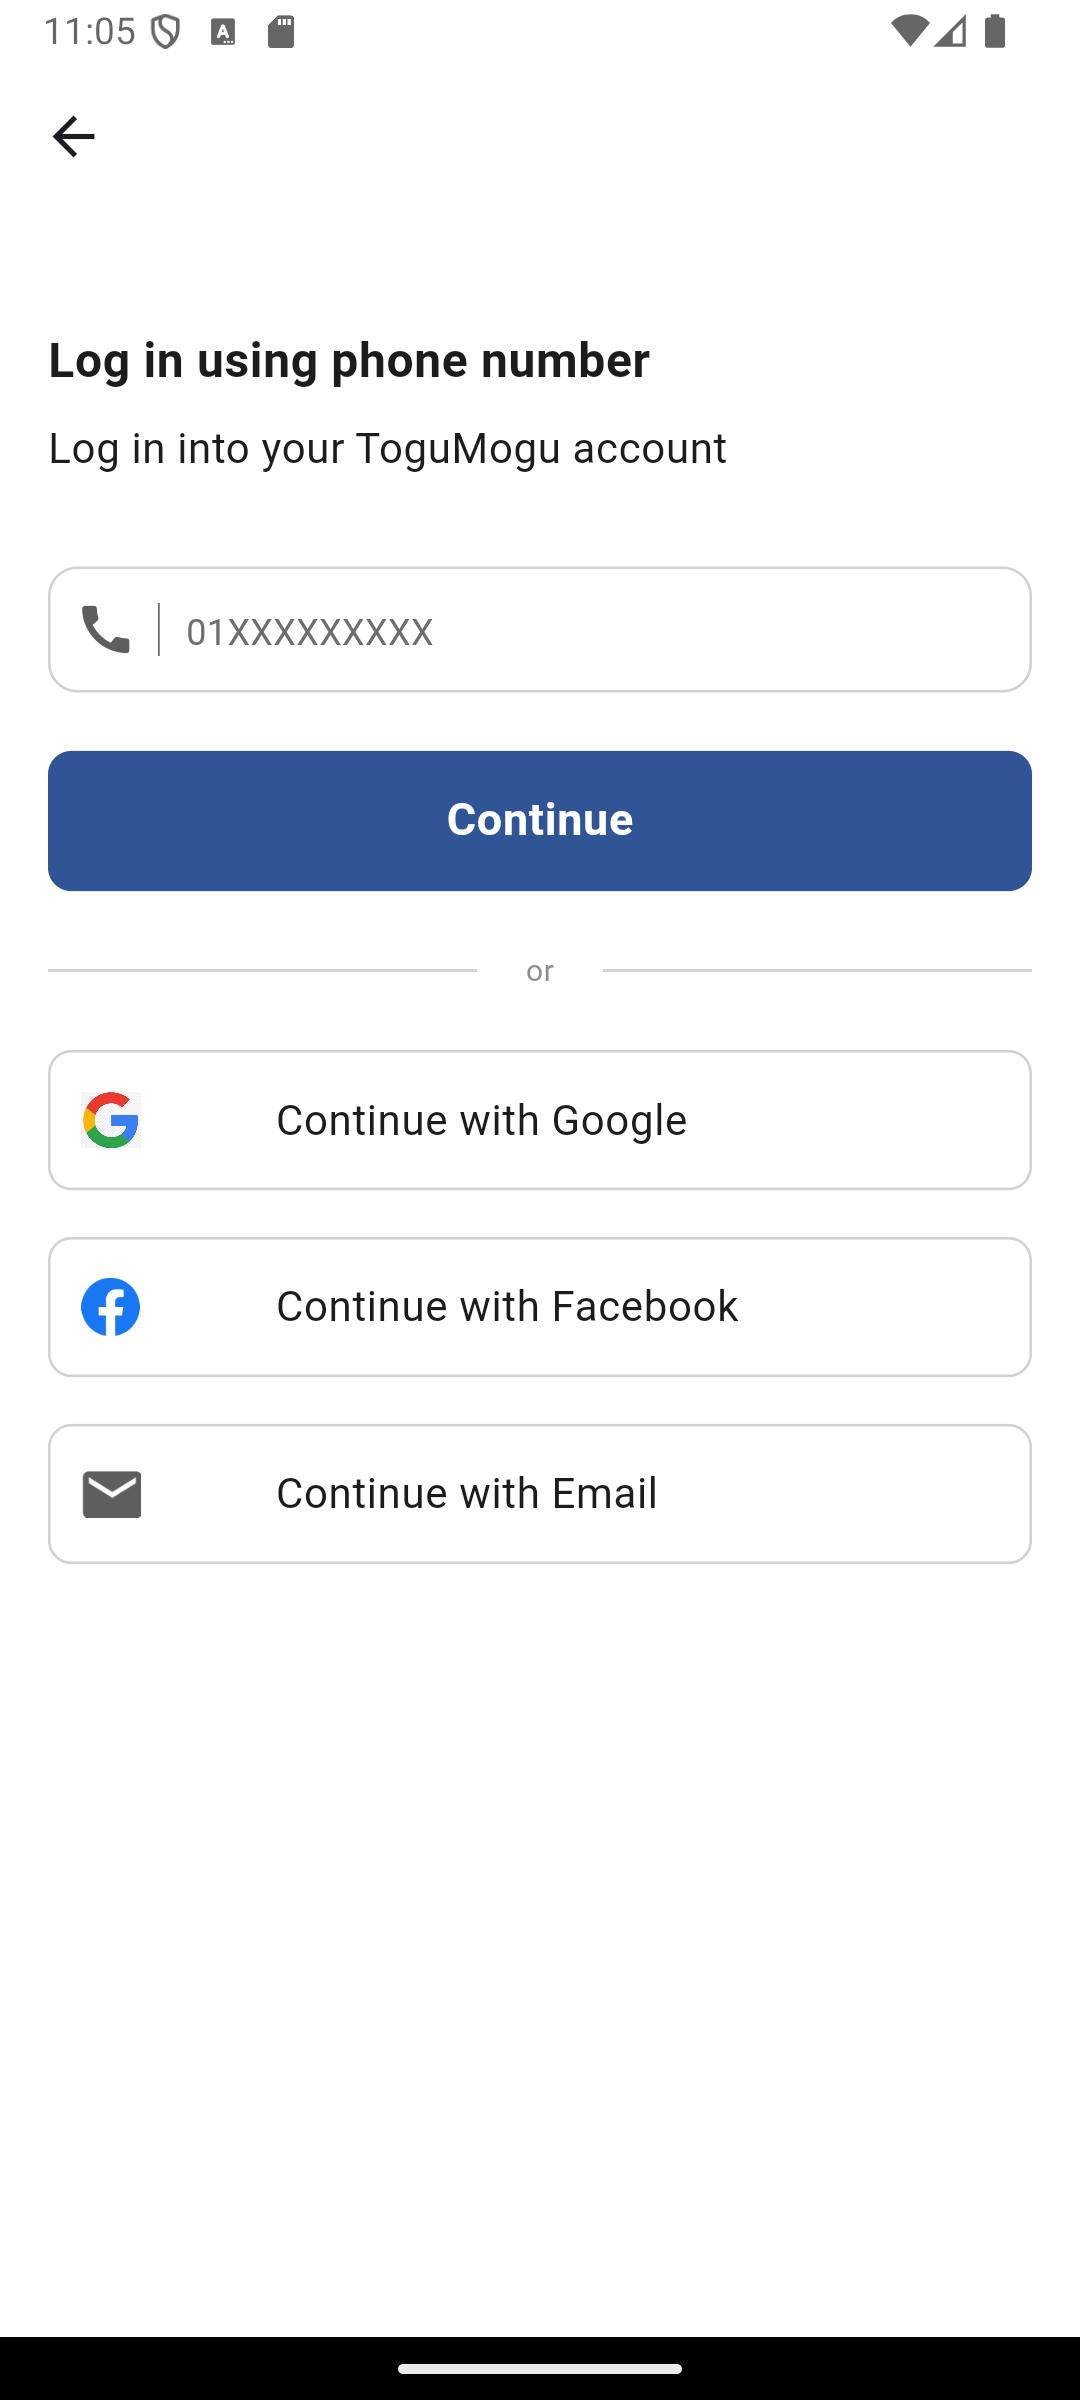 11:05
Log in using phone number
Log in into your ToguMogu account
01XXXXXXXXX
Continue
or
Continue with Google
Continue with Facebook
Continue with Email